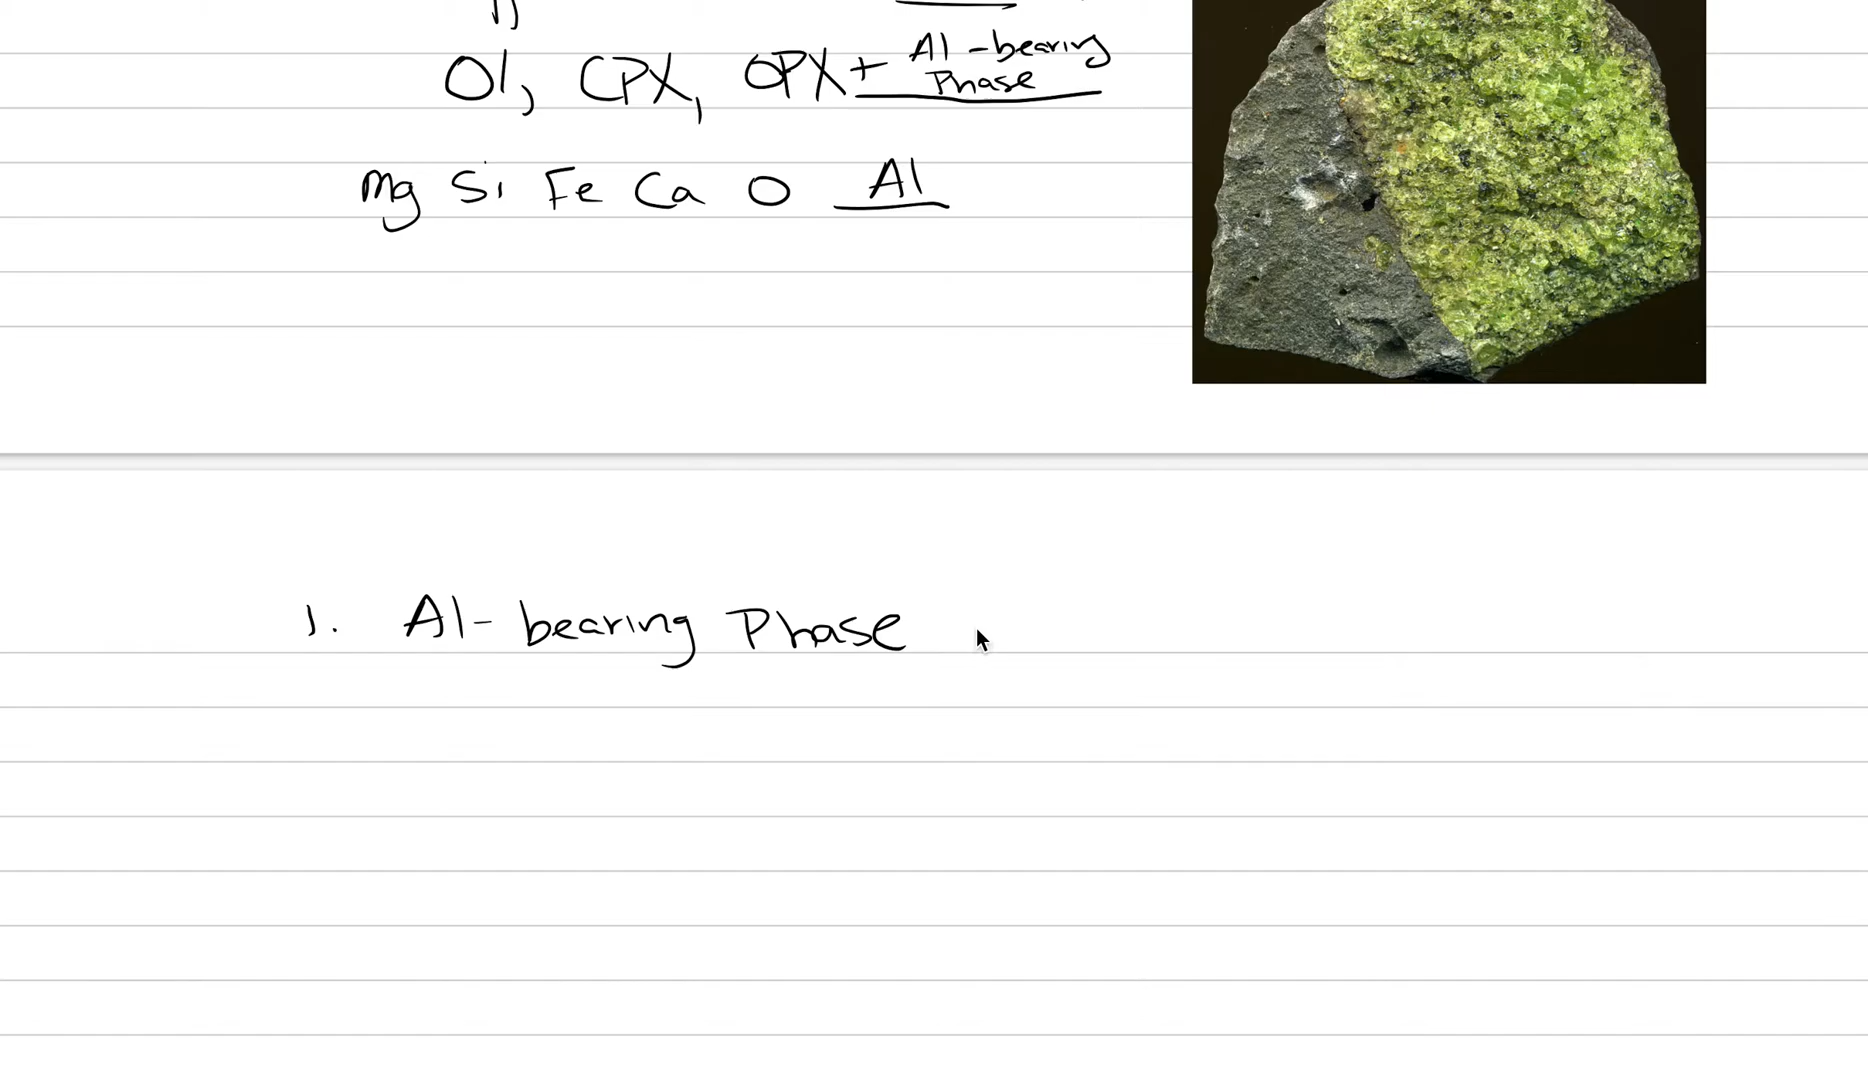 Ol, CPX, OPX + Al-bearing Phase
Mg Si Fe Ca O Al
1. Al-bearing Phase